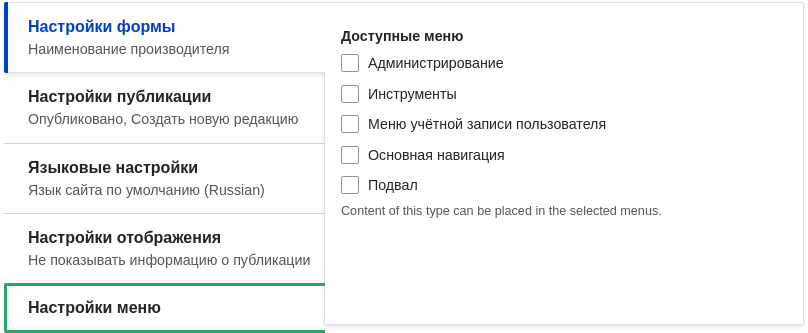 Настройки формы
Наименование производителя
Настройки публикации
Опубликовано, Создать новую редакцию
Языковые настройки
Язык сайта по умолчанию (Russian)
Настройки отображения
Не показывать информацию о публикации
Настройки меню
Доступные меню
Администрирование
Инструменты
Меню учётной записи пользователя
Основная навигация
Подвал
Content of this type can be placed in the selected menus.